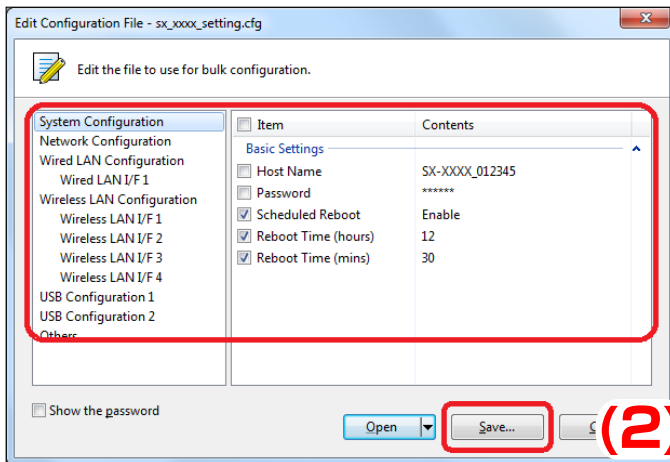 Edit Configuration File - sx_xxxx_setting.cfg
Edit the file to use for bulk configuration.
System Configuration
Network Configuration
Wired LAN Configuration
Wired LAN I/F 1
Wireless LAN Configuration
Wireless LAN I/F 1
Wireless LAN I/F 2
Wireless LAN I/F 3
Wireless LAN I/F 4
USB Configuration 1
USB Configuration 2
Others
Item Contents
Basic Settings
Host Name SX-XXXX_012345
Password ******
Scheduled Reboot Enable
Reboot Time (hours) 12
Reboot Time (mins) 30
Show the password
Open Save... C
(2)